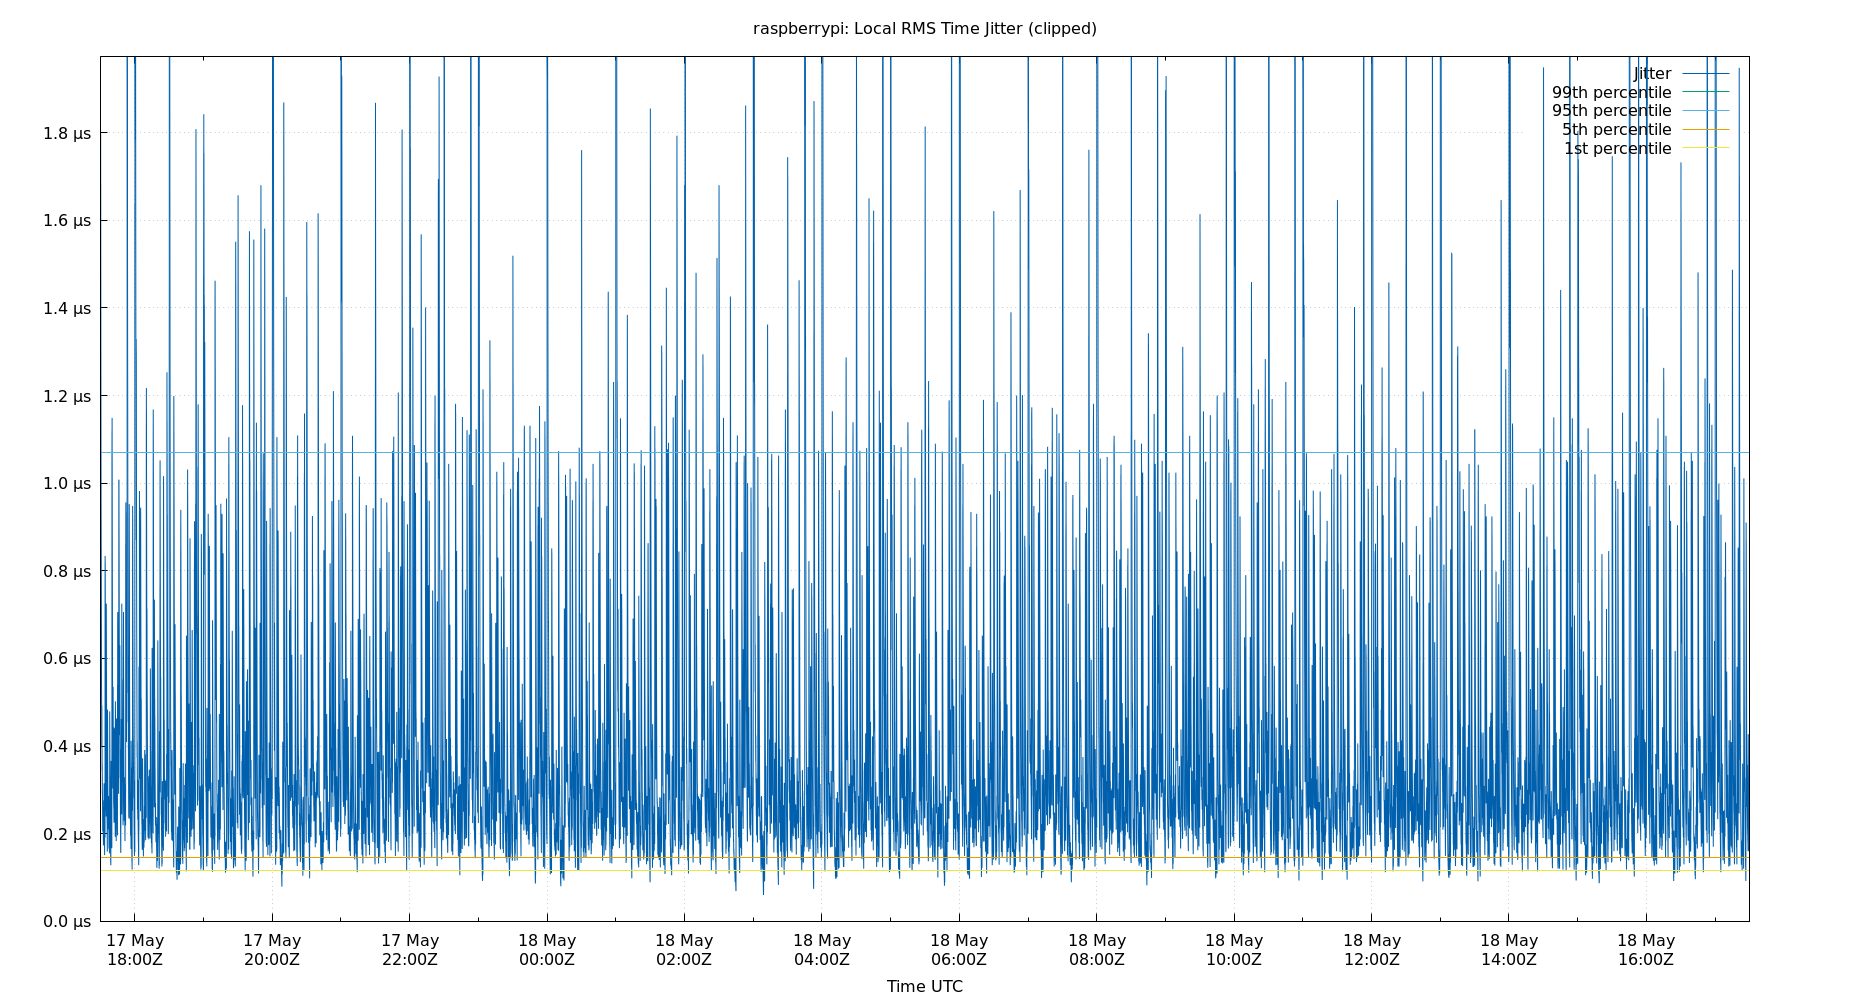 raspberrypi: Local RMS Time Jitter (clipped)
Jitter
99th percentile
95th percentile
5th percentile
1st percentile
1.8 μs
1.6 μs
1.4 μs
1.2 μs
1.0 μs
0.8 μs
0.6 μs
0.4 μs
0.2 μs
0.0 μs
17 May 17 May 17 May 18 May 18 May 18 May 18 May 18 May 18 May 18 May 18 May 18 May
18:00Z 20:00Z 22:00Z 00:00Z 02:00Z 04:00Z 06:00Z 08:00Z 10:00Z 12:00Z 14:00Z 16:00Z
Time UTC